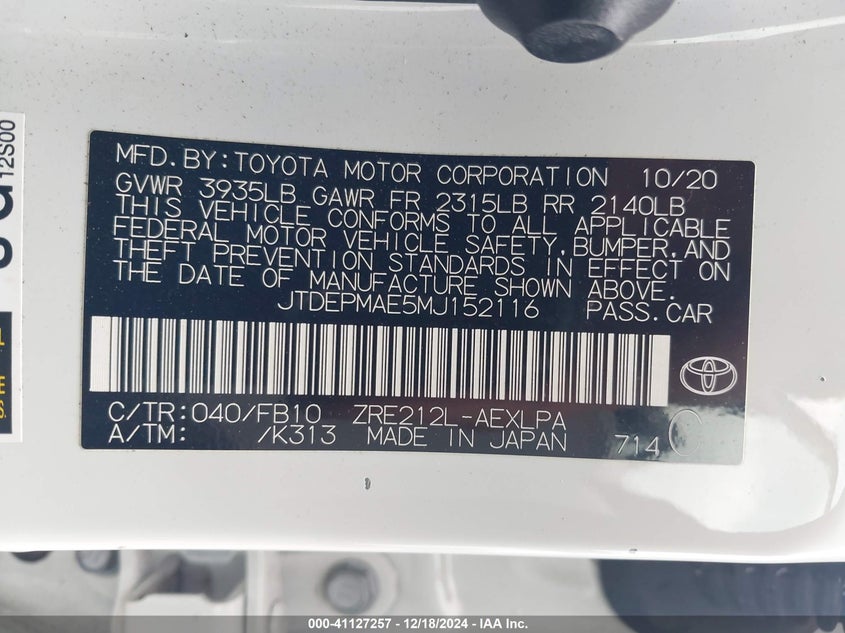 MFD.BY:TOYOTA MOTOR CORPORATION 10/20
GVWR 3935LB GAWR FR 2315LB RR 2140LB
THIS VEHICLE CONFORMS TO ALL APPLICABLE
FEDERAL MOTOR VEHICLE SAFETY,BUMPER,AND
THEFT PREVENTION STANDARDS IN EFFECT ON
THE DATE OF MANUFACTURE SHOWN ABOVE.
JTDEPMAE5MJ152116 PASS.CAR
C/TR:040/FB10 ZRE212L-AEXLPA
A/TM: /K313 MADE IN JAPAN 714 C
12S00
000-41127257 - 12/18/2024 - IAA Inc.